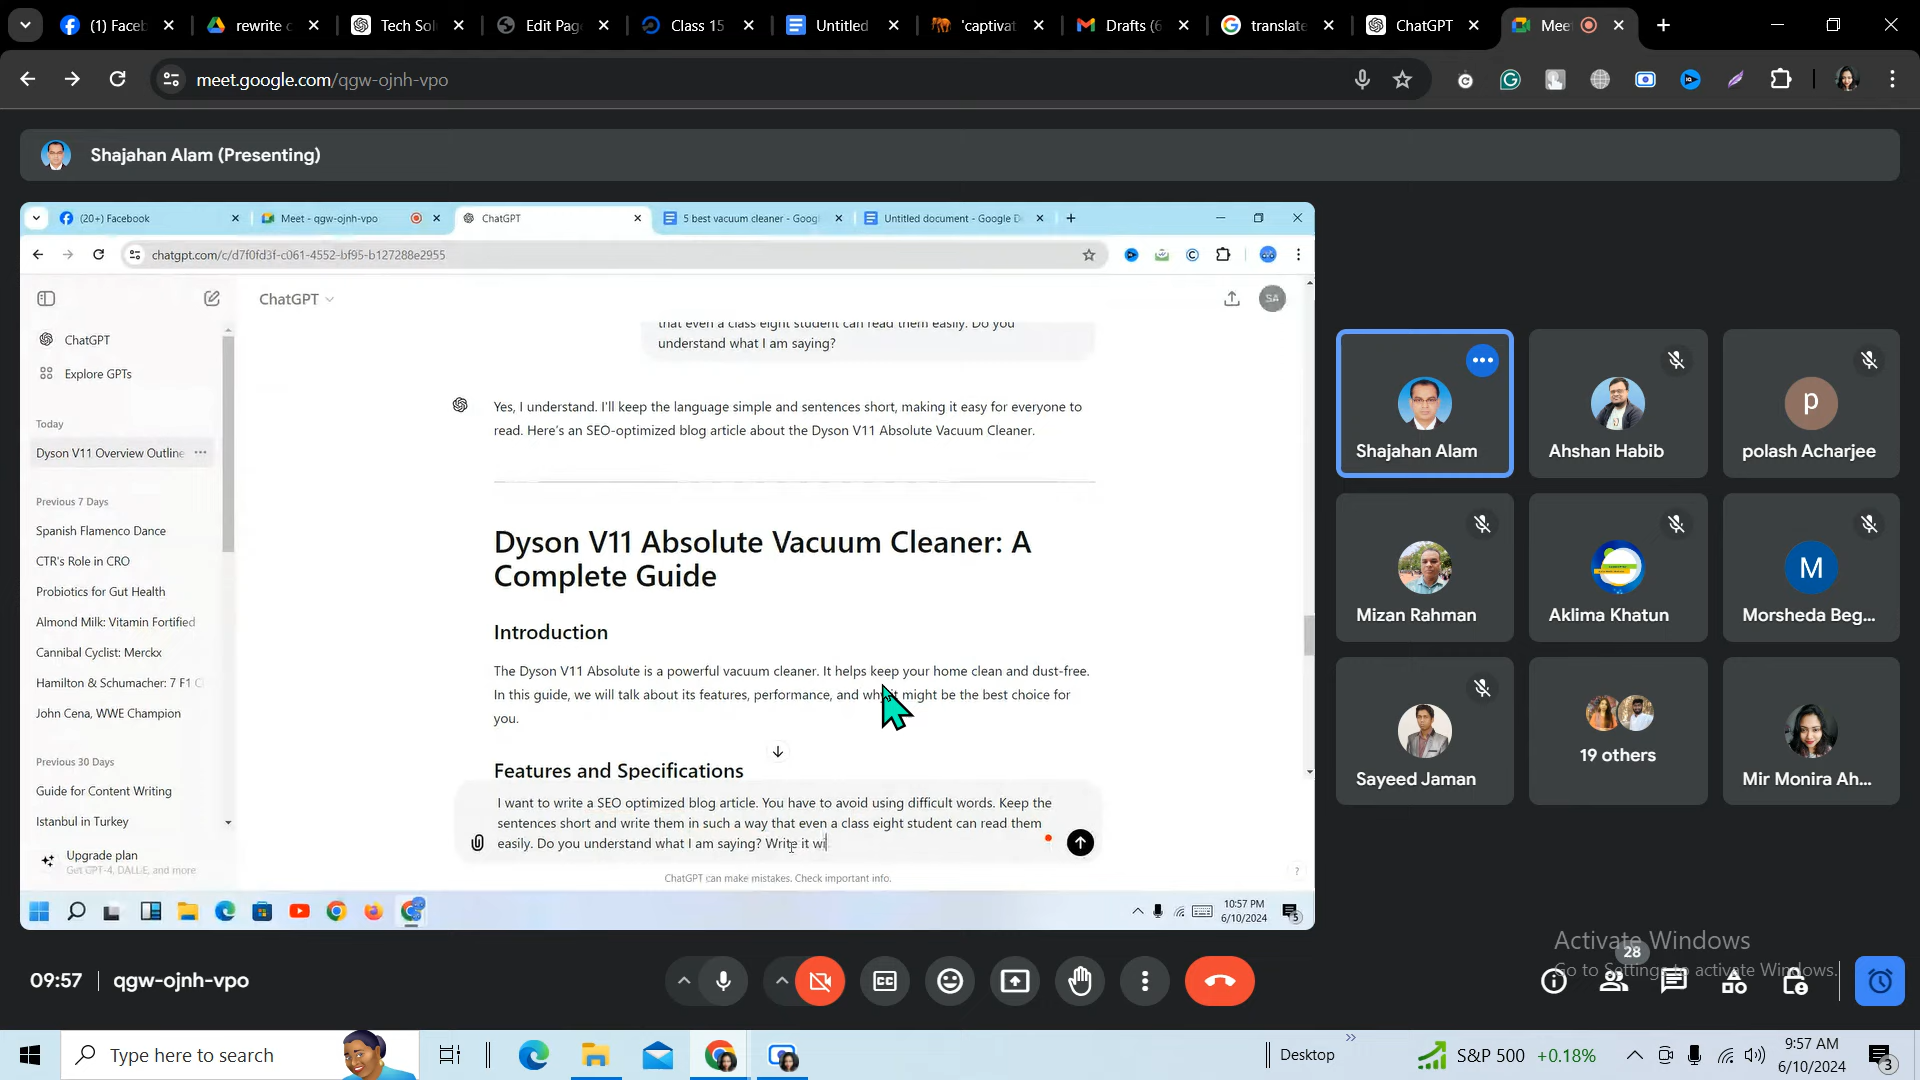 (1) Faceb
rewrite c
Tech Sol
Edit Pag
Class 15
Untitled
'captivat
Drafts (6
translate
ChatGPT
Meet
meet.google.com/qgw-ojnh-vpo
Shajahan Alam (Presenting)
(20+) Facebook
Meet - qgw-ojnh-vpo
ChatGPT
5 best vacuum cleaner - Goog
Untitled document - Google D
chatgpt.com/c/d7f0fd3f-c061-4552-bf95-b127288e2955
ChatGPT
SA
ChatGPT
Explore GPTs
Today
Dyson V11 Overview Outline
Previous 7 Days
Spanish Flamenco Dance
CTR's Role in CRO
Probiotics for Gut Health
Almond Milk: Vitamin Fortified
Cannibal Cyclist: Merckx
Hamilton & Schumacher: 7 F1 C
John Cena, WWE Champion
Previous 30 Days
Guide for Content Writing
Istanbul in Turkey
Upgrade plan
Get GPT-4, DALL·E, and more
that even a class eight student can read them easily. Do you
understand what I am saying?
Yes, I understand. I'll keep the language simple and sentences short, making it easy for everyone to
read. Here's an SEO-optimized blog article about the Dyson V11 Absolute Vacuum Cleaner.
Dyson V11 Absolute Vacuum Cleaner: A
Complete Guide
Introduction
The Dyson V11 Absolute is a powerful vacuum cleaner. It helps keep your home clean and dust-free.
In this guide, we will talk about its features, performance, and why it might be the best choice for
you.
Features and Specifications
I want to write a SEO optimized blog article. You have to avoid using difficult words. Keep the
sentences short and write them in such a way that even a class eight student can read them
easily. Do you understand what I am saying? Write it wi
ChatGPT can make mistakes. Check important info.
?
10:57 PM
6/10/2024
5
Shajahan Alam
Ahshan Habib
p
polash Acharjee
Mizan Rahman
Aklima Khatun
M
Morsheda Beg...
Sayeed Jaman
19 others
Mir Monira Ah...
Activate Windows
Go to Settings to activate Windows.
09:57
qgw-ojnh-vpo
28
Type here to search
Desktop
S&P 500 +0.18%
9:57 AM
6/10/2024
3